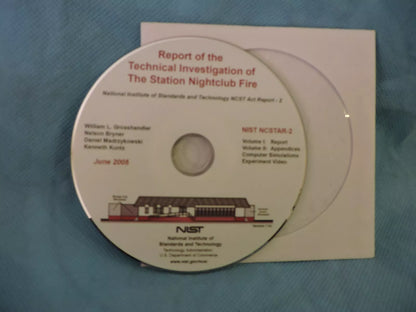 Report of the
Technical Investigation of
The Station Nightclub Fire
National Institute of Standards and Technology NCST Act Report - 2
William L. Grosshandler
Nelson Bryner
Daniel Madrzykowski
Kenneth Kuntz
June 2005
NIST NCSTAR-2
Volume I: Report
Volume II: Appendices
Computer Simulations
Experiment Video
NIST
National Institute of
Standards and Technology
Technology Administration
U.S. Department of Commerce
www.nist.gov/ncst